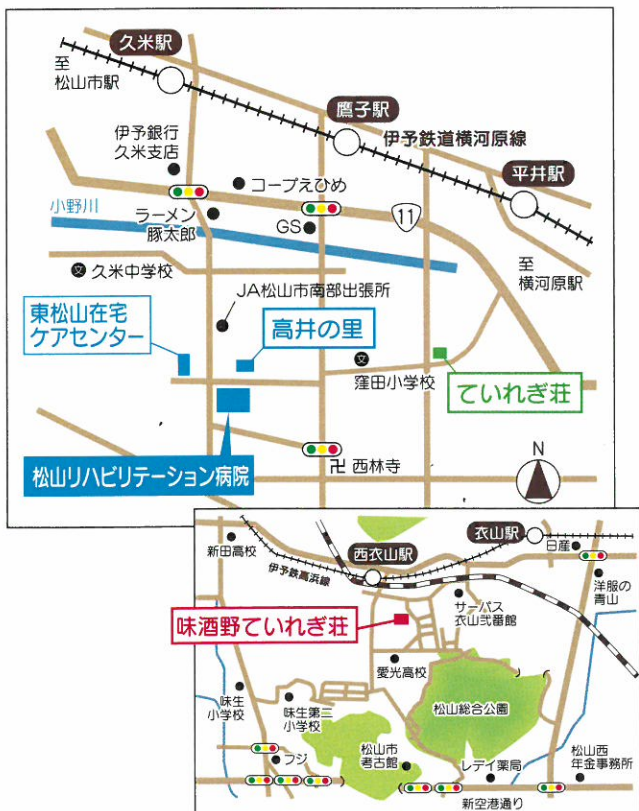 久米駅
至
松山市駅
鷹子駅
伊予鉄道横河原線
伊予銀行
久米支店
平井駅
コープえひめ
小野川
ラーメン
豚太郎
GS
11
至
横河原駅
文
久米中学校
JA松山市南部出張所
東松山在宅
ケアセンター
高井の里
文
窪田小学校
ていれぎ荘
松山リハビリテーション病院
卍 西林寺
N
新田高校
伊予鉄高浜線
西衣山駅
衣山駅
日産
洋服の
青山
サーパス
衣山弐番館
味酒野ていれぎ荘
愛光高校
味生
小学校
味生第二
小学校
松山総合公園
フジ
松山市
考古館
レディ薬局
松山西
年金事務所
新空港通り